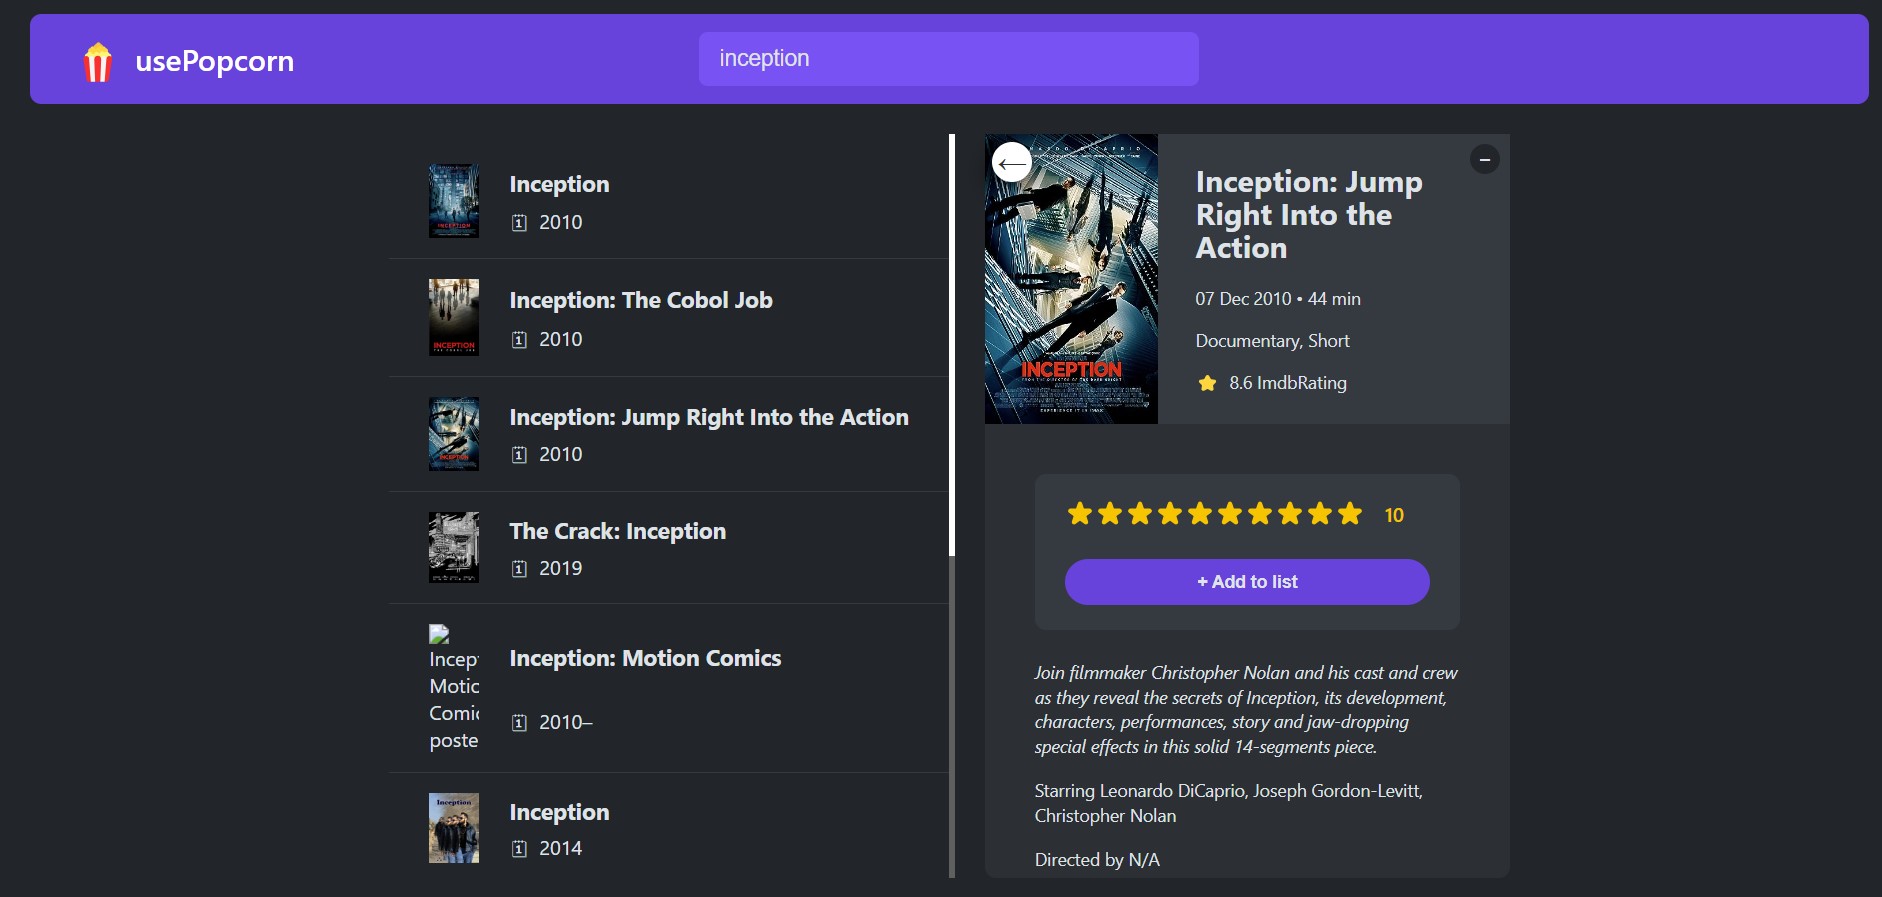 usePopcorn
inception
Inception
2010
Inception: The Cobol Job
2010
Inception: Jump Right Into the Action
2010
The Crack: Inception
2019
Incep
Motic
Comic
poste
Inception: Motion Comics
2010–
Inception
Inception
2014
←
INCEPTION
–
Inception: Jump
Right Into the
Action
07 Dec 2010 • 44 min
Documentary, Short
8.6 ImdbRating
10
+ Add to list
Join filmmaker Christopher Nolan and his cast and crew
as they reveal the secrets of Inception, its development,
characters, performances, story and jaw-dropping
special effects in this solid 14-segments piece.
Starring Leonardo DiCaprio, Joseph Gordon-Levitt,
Christopher Nolan
Directed by N/A